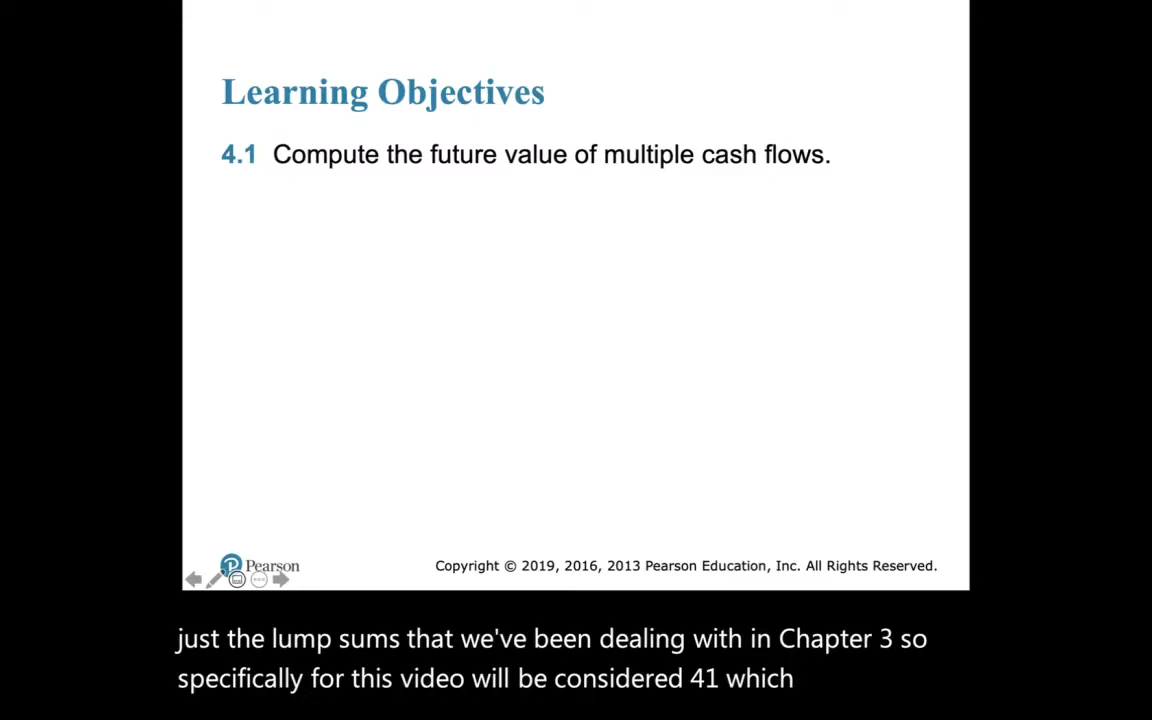 Learning Objectives
4.1 Compute the future value of multiple cash flows.
Pearson
Copyright © 2019, 2016, 2013 Pearson Education, Inc. All Rights Reserved.
just the lump sums that we've been dealing with in Chapter 3 so
specifically for this video will be considered 41 which